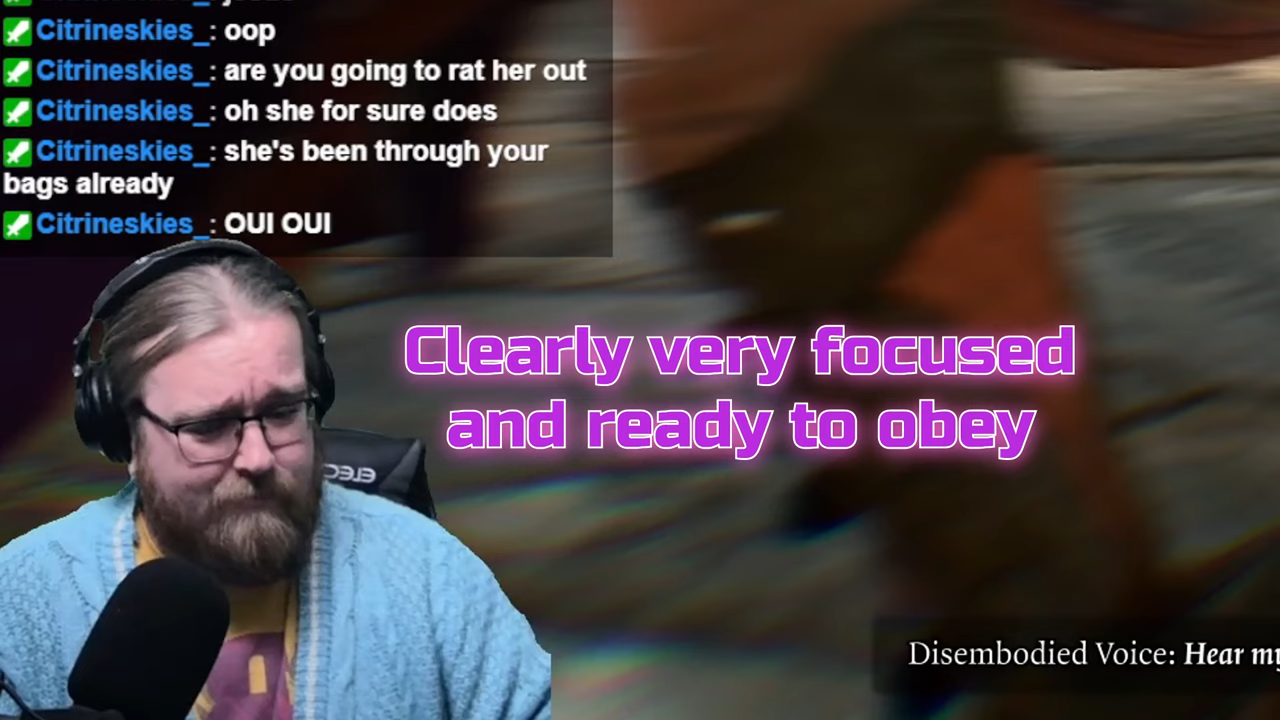 Citrineskies_: oop
Citrineskies_: are you going to rat her out
Citrineskies_: oh she for sure does
Citrineskies_: she's been through your
bags already
Citrineskies_: OUI OUI
Clearly very focused
and ready to obey
Disembodied Voice: Hear my